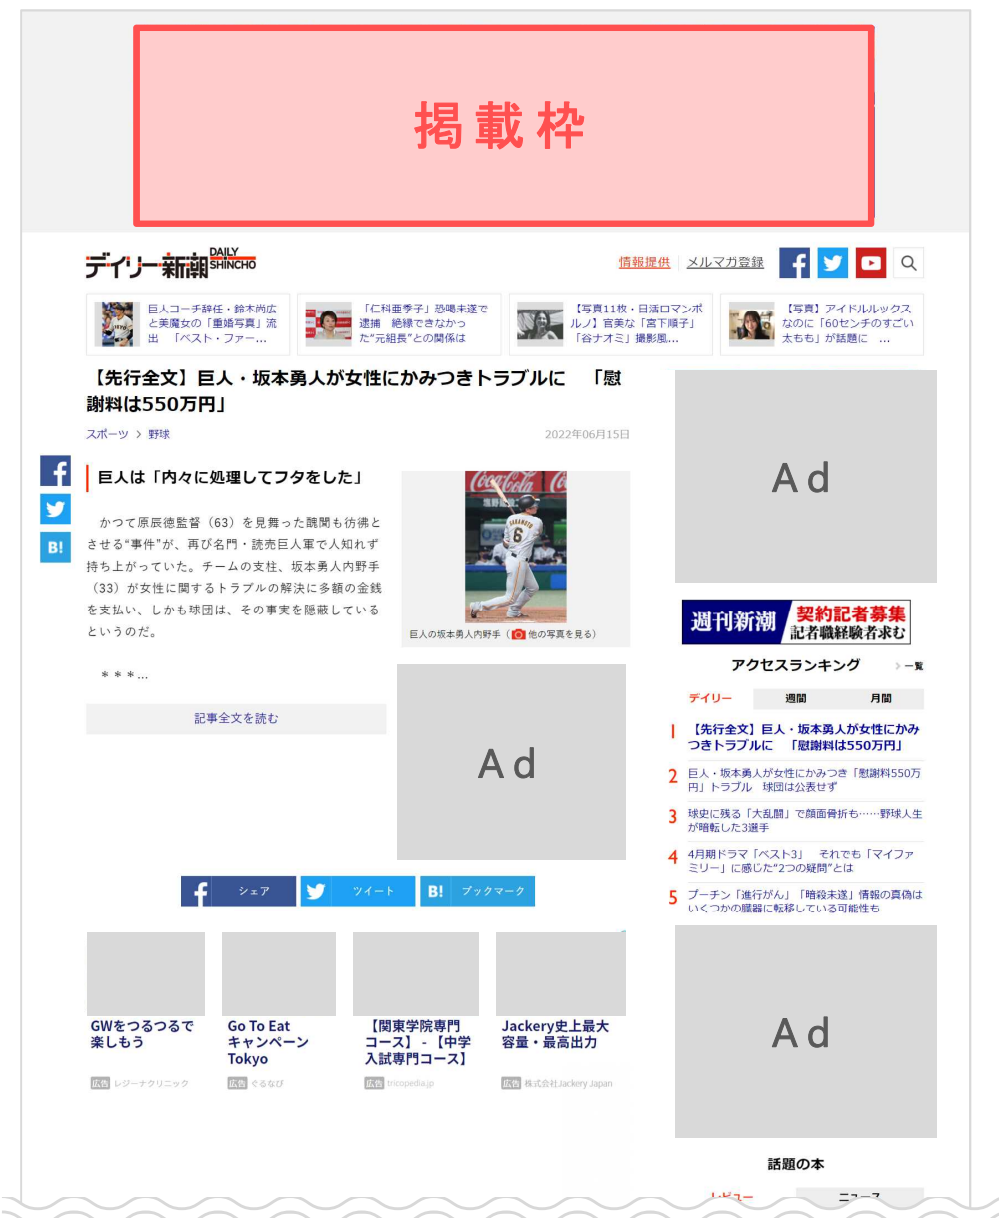 掲載枠
デイリー新潮 DAILY SHINCHO
情報提供 メルマガ登録
巨人コーチ辞任・鈴木尚広
と美魔女の「重婚写真」流
出　「ベスト・ファー...
「仁科亜季子」恐喝未遂で
逮捕　絶縁できなかっ
た“元組長”との関係は
【写真11枚・日活ロマンポ
ルノ】官美な「宮下順子」
「谷ナオミ」撮影風...
【写真】アイドルルックス
なのに「60センチのすごい
太もも」が話題に　...
【先行全文】巨人・坂本勇人が女性にかみつきトラブルに　「慰
謝料は550万円」
スポーツ > 野球
2022年06月15日
巨人は「内々に処理してフタをした」
かつて原辰徳監督（63）を見舞った醜聞も彷彿と
させる“事件”が、再び名門・読売巨人軍で人知れず
持ち上がっていた。チームの支柱、坂本勇人内野手
（33）が女性に関するトラブルの解決に多額の金銭
を支払い、しかも球団は、その事実を隠蔽している
というのだ。
＊＊＊...
記事全文を読む
Coca-Cola
SAKAMOTO
6
巨人の坂本勇人内野手（ 他の写真を見る）
B!
Ad
シェア
ツイート
B! ブックマーク
GWをつるつるで
楽しもう
広告 レジーナクリニック
Go To Eat
キャンペーン
Tokyo
広告 ぐるなび
【関東学院専門
コース】-【中学
入試専門コース】
広告 tricopedia.jp
Jackery史上最大
容量・最高出力
広告 株式会社Jackery Japan
Ad
週刊新潮 契約記者募集
記者職経験者求む
アクセスランキング > 一覧
デイリー 週間 月間
1 【先行全文】巨人・坂本勇人が女性にかみ
つきトラブルに　「慰謝料は550万円」
2 巨人・坂本勇人が女性にかみつき「慰謝料550万
円」トラブル　球団は公表せず
3 球史に残る「大乱闘」で顔面骨折も……野球人生
が暗転した3選手
4 4月期ドラマ「ベスト3」　それでも「マイファ
ミリー」に感じた“2つの疑問”とは
5 プーチン「進行がん」「暗殺未遂」情報の真偽は
いくつかの臓器に転移している可能性も
Ad
話題の本
レビュー ニュース